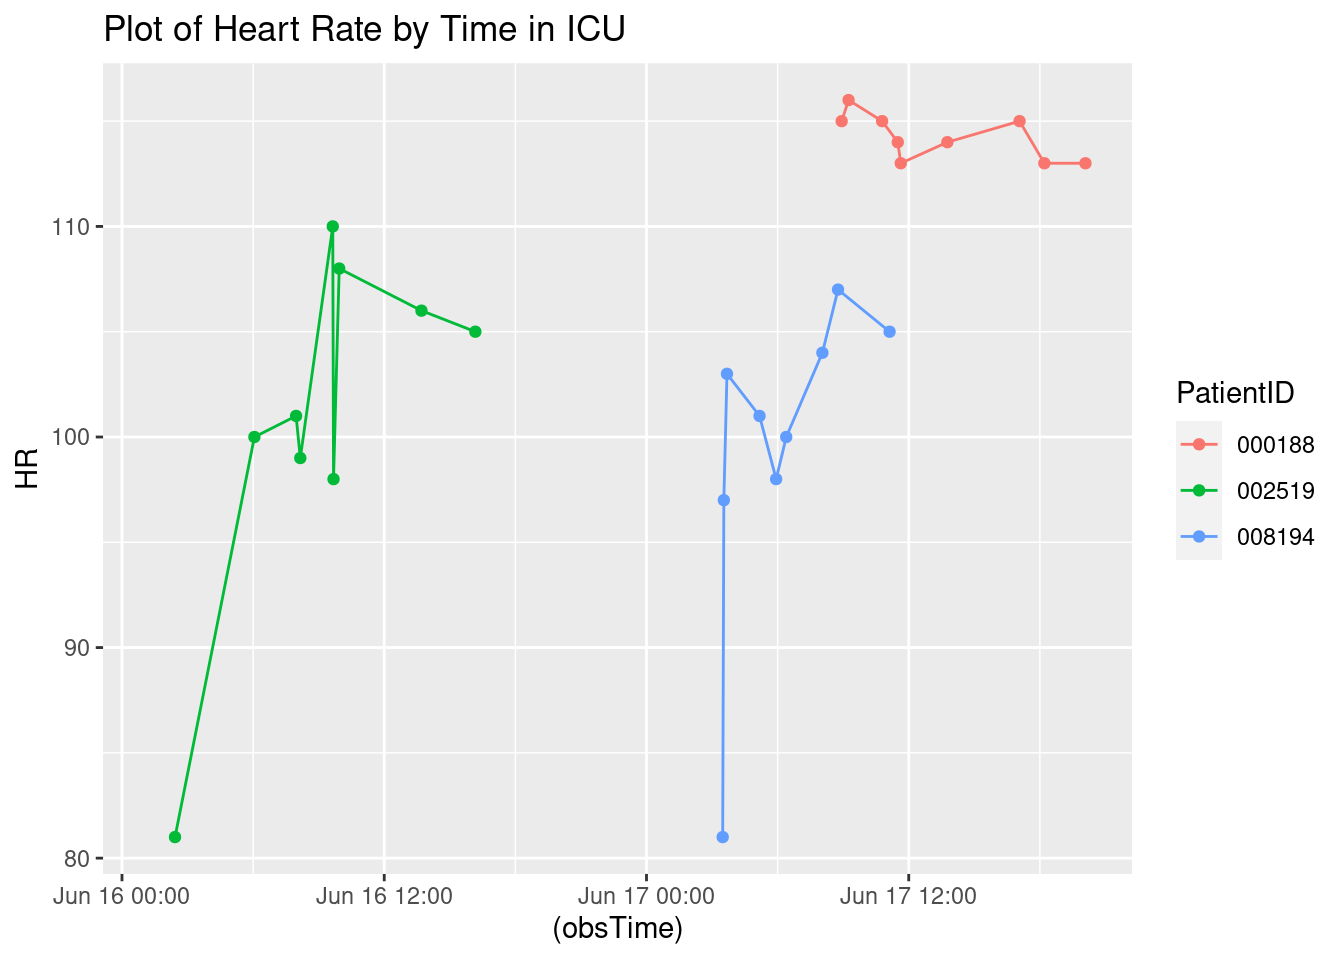 Plot of Heart Rate by Time in ICU
110
100
90
80
HR
Jun 16 00:00
Jun 16 12:00
Jun 17 00:00
Jun 17 12:00
(obsTime)
PatientID
000188
002519
008194